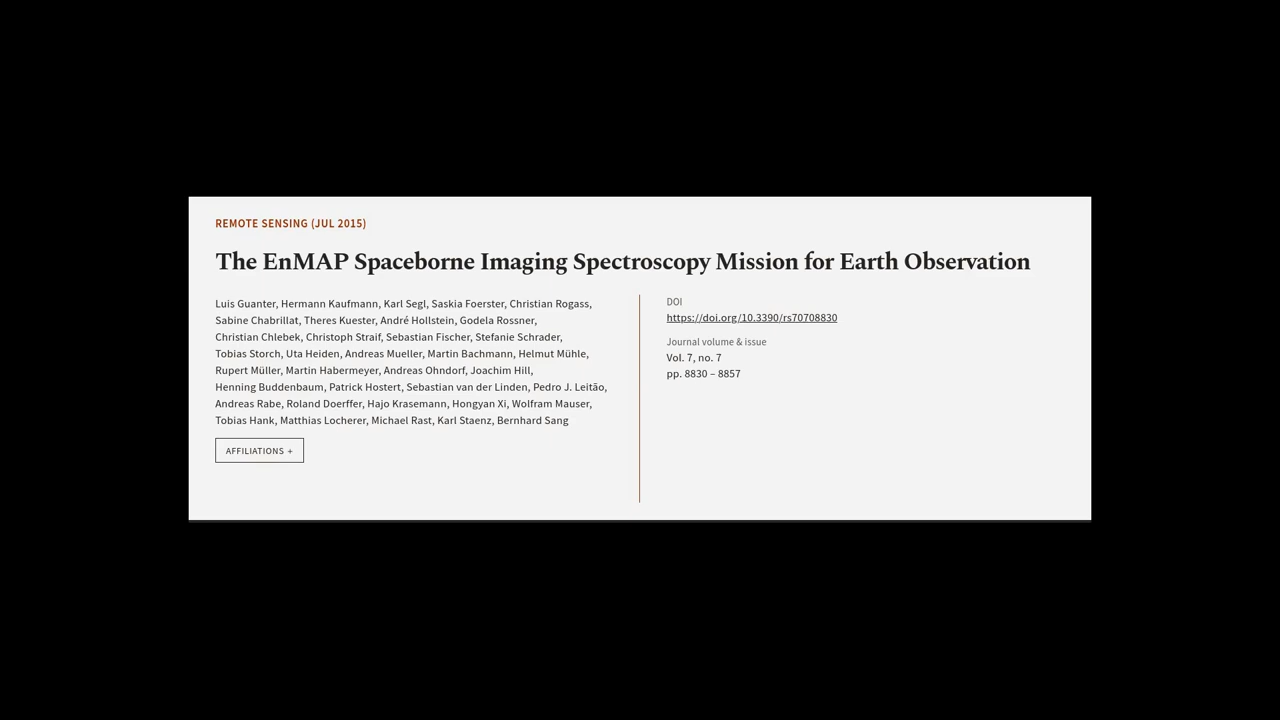 REMOTE SENSING (JUL 2015)
The EnMAP Spaceborne Imaging Spectroscopy Mission for Earth Observation
Luis Guanter, Hermann Kaufmann, Karl Segl, Saskia Foerster, Christian Rogass,
Sabine Chabrillat, Theres Kuester, André Hollstein, Godela Rossner,
Christian Chlebek, Christoph Straif, Sebastian Fischer, Stefanie Schrader,
Tobias Storch, Uta Heiden, Andreas Mueller, Martin Bachmann, Helmut Mühle,
Rupert Müller, Martin Habermeyer, Andreas Ohndorf, Joachim Hill,
Henning Buddenbaum, Patrick Hostert, Sebastian van der Linden, Pedro J. Leitão,
Andreas Rabe, Roland Doerffer, Hajo Krasemann, Hongyan Xi, Wolfram Mauser,
Tobias Hank, Matthias Locherer, Michael Rast, Karl Staenz, Bernhard Sang
AFFILIATIONS +
DOI
https://doi.org/10.3390/rs70708830
Journal volume & issue
Vol. 7, no. 7
pp. 8830 – 8857